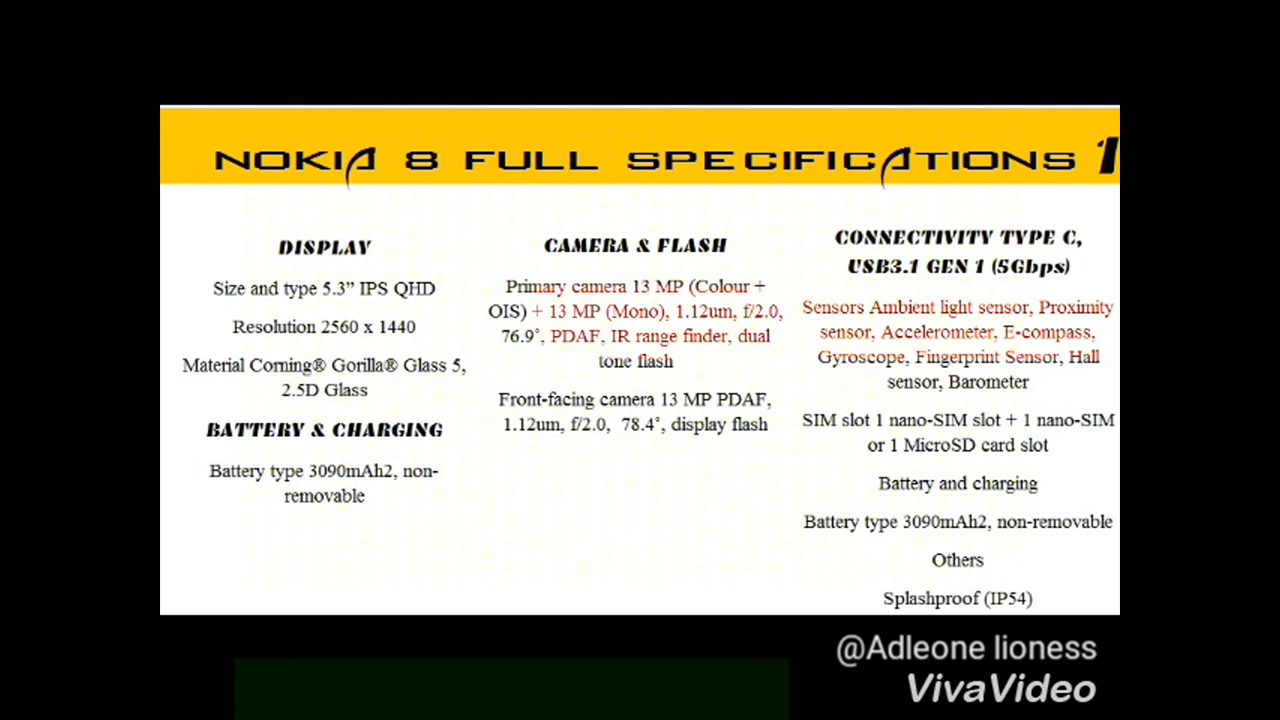 NOKIA 8 FULL SPECIFICATIONS 1
DISPLAY
Size and type 5.3” IPS QHD
Resolution 2560 x 1440
Material Corning® Gorilla® Glass 5,
2.5D Glass
BATTERY & CHARGING
Battery type 3090mAh2, non-
removable
CAMERA & FLASH
Primary camera 13 MP (Colour +
OIS) + 13 MP (Mono), 1.12um, f/2.0,
76.9˚, PDAF, IR range finder, dual
tone flash
Front-facing camera 13 MP PDAF,
1.12um, f/2.0, 78.4˚, display flash
CONNECTIVITY TYPE C,
USB3.1 GEN 1 (5Gbps)
Sensors Ambient light sensor, Proximity
sensor, Accelerometer, E-compass,
Gyroscope, Fingerprint Sensor, Hall
sensor, Barometer
SIM slot 1 nano-SIM slot + 1 nano-SIM
or 1 MicroSD card slot
Battery and charging
Battery type 3090mAh2, non-removable
Others
Splashproof (IP54)
@Adleone lioness
VivaVideo